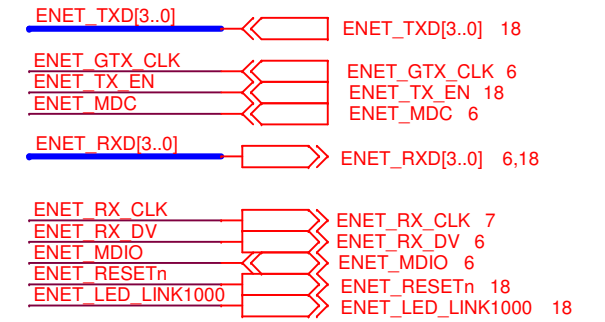 ENET_TXD[3..0] ENET_TXD[3..0] 18
ENET_GTX_CLK ENET_GTX_CLK 6
ENET_TX_EN ENET_TX_EN 18
ENET_MDC ENET_MDC 6
ENET_RXD[3..0] ENET_RXD[3..0] 6,18
ENET_RX_CLK ENET_RX_CLK 7
ENET_RX_DV ENET_RX_DV 6
ENET_MDIO ENET_MDIO 6
ENET_RESETn ENET_RESETn 18
ENET_LED_LINK1000 ENET_LED_LINK1000 18